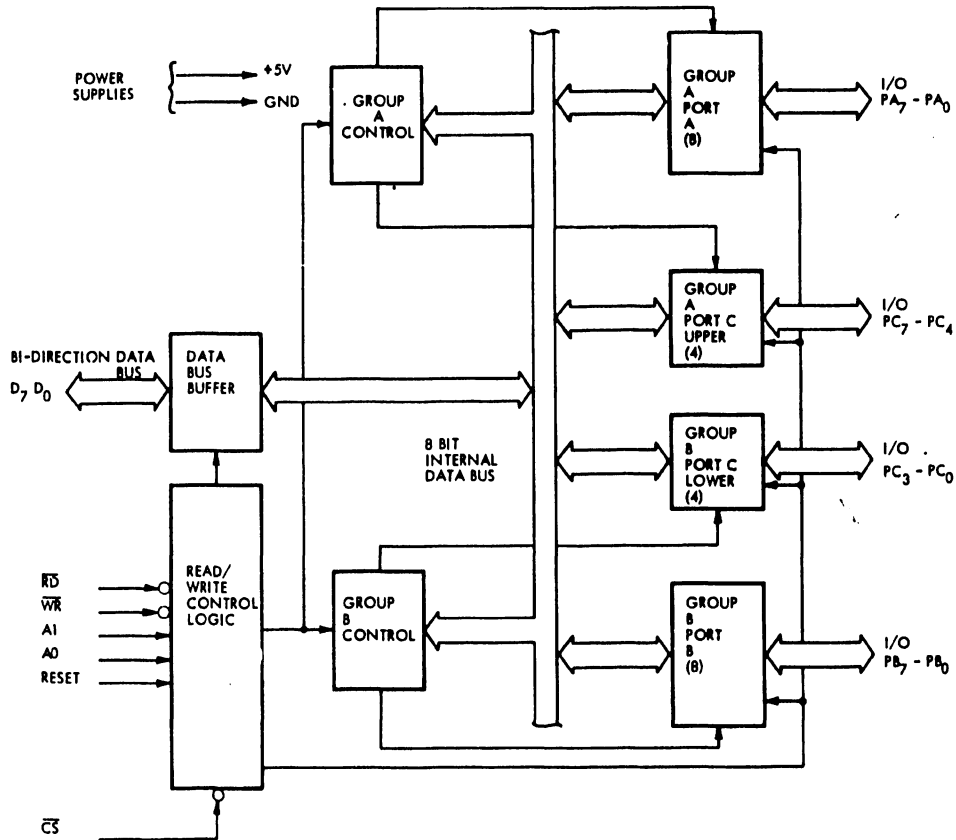 POWER
SUPPLIES
+5V
GND
GROUP
A
CONTROL
GROUP
A
PORT
A
(8)
I/O
PA7 - PA0
GROUP
A
PORT C
UPPER
(4)
I/O
PC7 - PC4
BI-DIRECTION DATA
BUS
D7 D0
DATA
BUS
BUFFER
8 BIT
INTERNAL
DATA BUS
GROUP
B
PORT C
LOWER
(4)
I/O
PC3 - PC0
RD
WR
A1
A0
RESET
READ/
WRITE
CONTROL
LOGIC
GROUP
B
CONTROL
GROUP
B
PORT
B
(8)
I/O
PB7 - PB0
CS